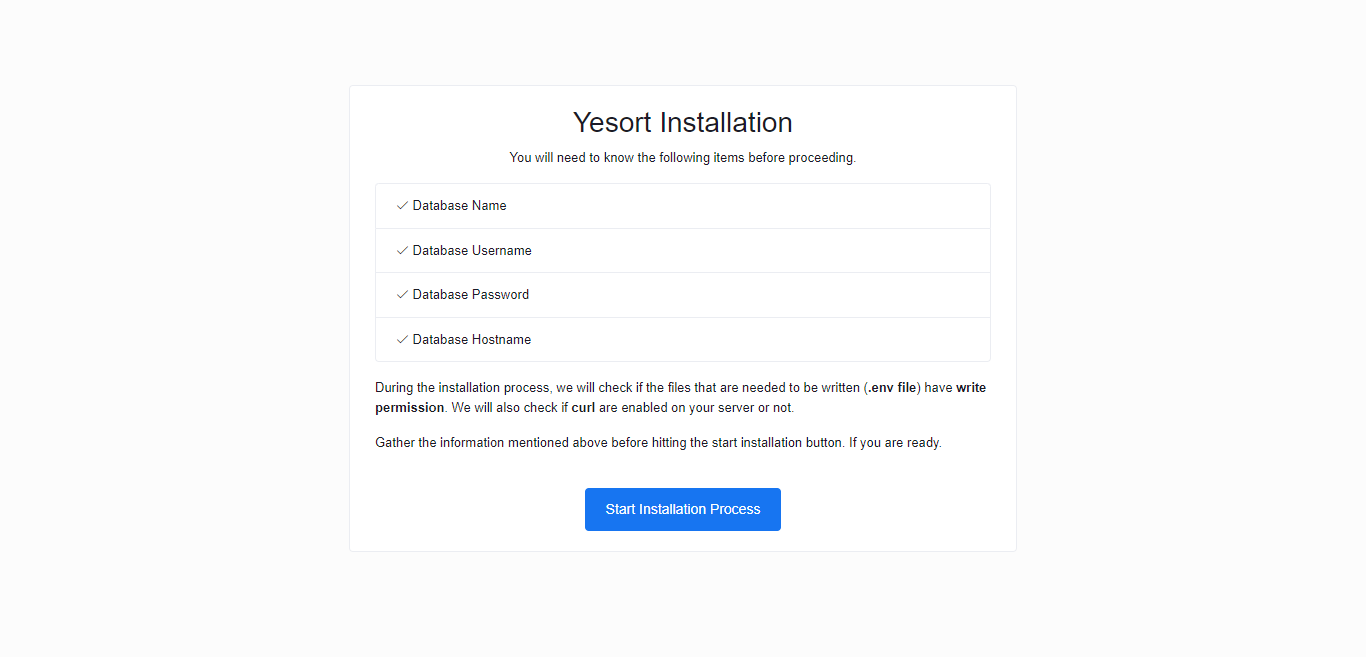 Yesort Installation
You will need to know the following items before proceeding.
Database Name
Database Username
Database Password
Database Hostname
During the installation process, we will check if the files that are needed to be written (.env file) have write
permission. We will also check if curl are enabled on your server or not.
Gather the information mentioned above before hitting the start installation button. If you are ready.
Start Installation Process